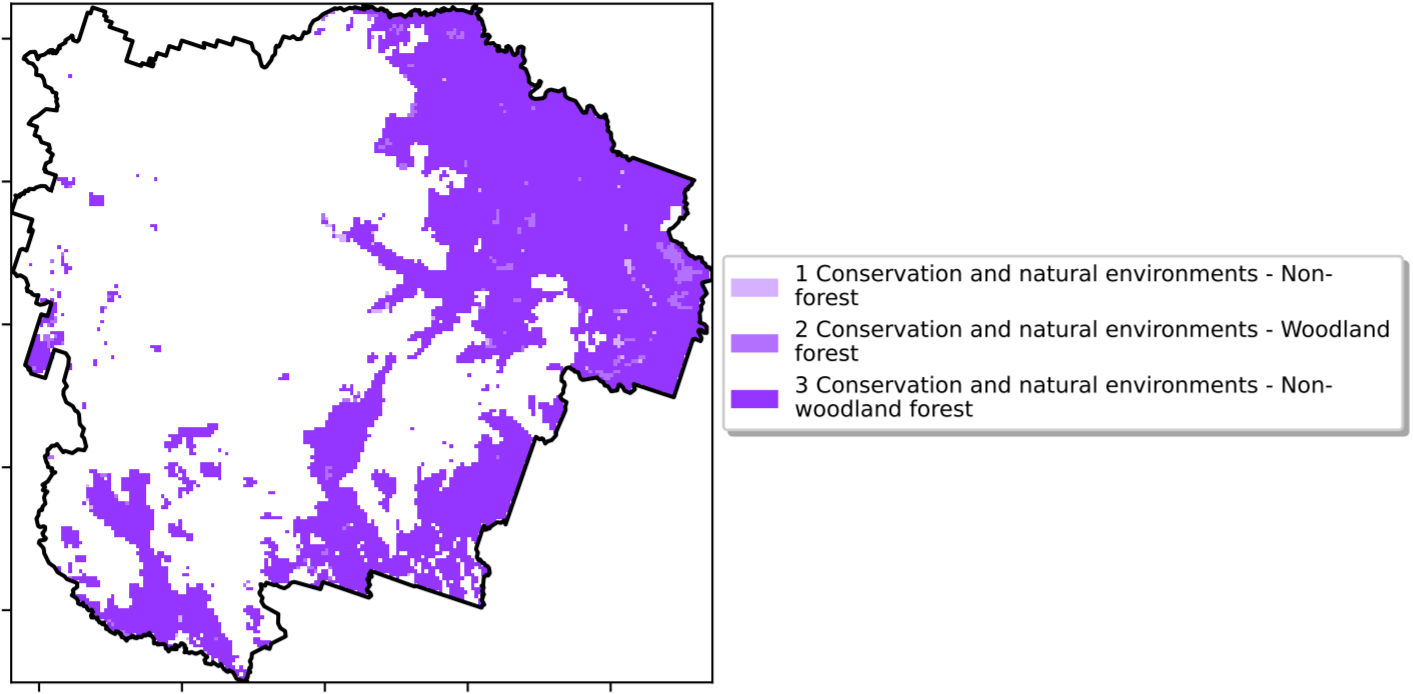 1 Conservation and natural environments - Non-
forest
2 Conservation and natural environments - Woodland
forest
3 Conservation and natural environments - Non-
woodland forest